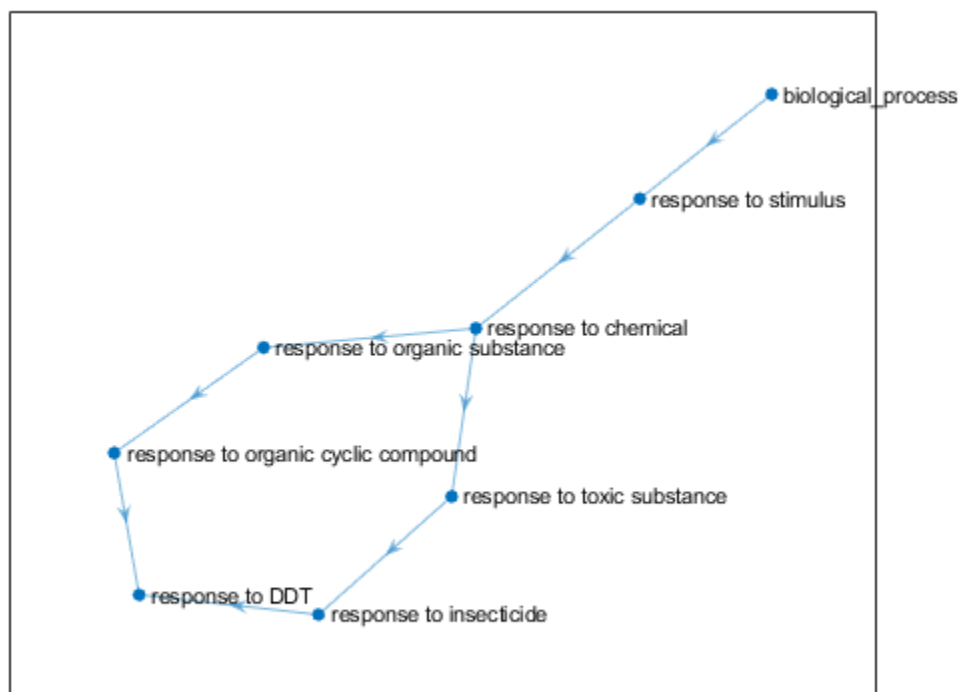 biological_process
response to stimulus
response to chemical
response to organic substance
response to organic cyclic compound
response to toxic substance
response to DDT
response to insecticide